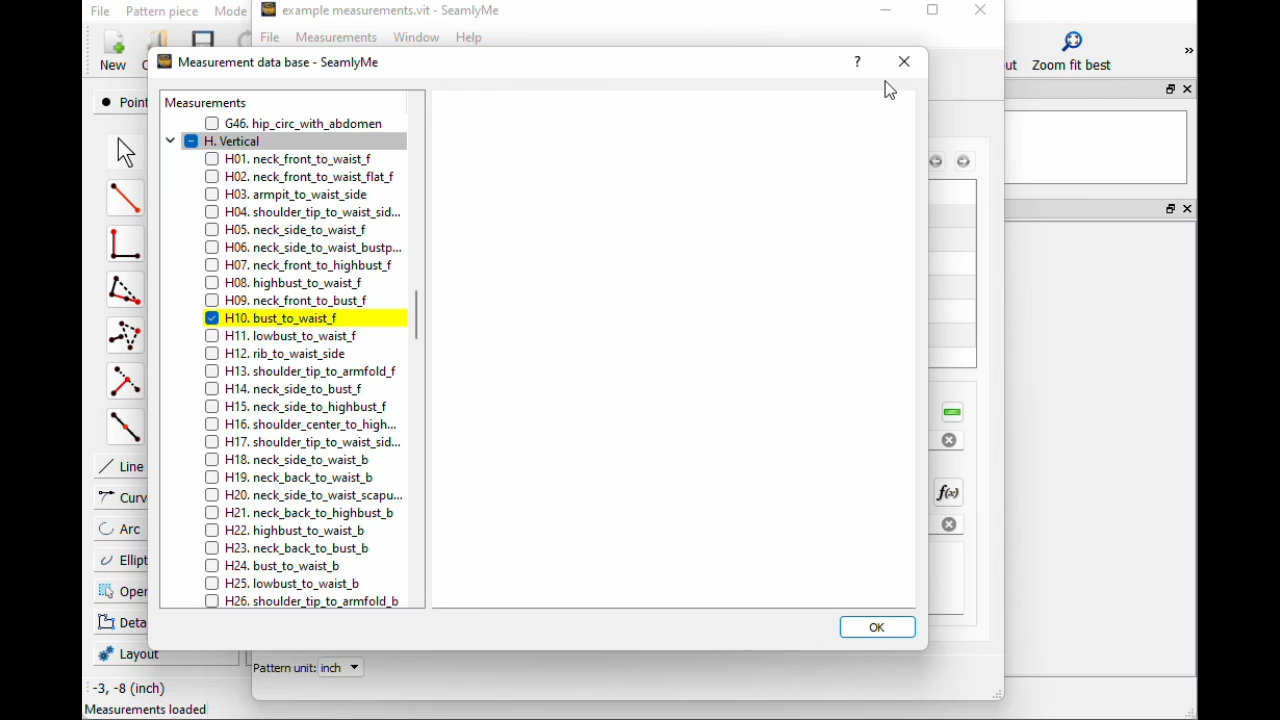 File Pattern piece Mode
example measurements.vit - SeamlyMe
File Measurements Window Help
New
Zoom fit best
»
Measurement data base - SeamlyMe
?
Measurements
G46. hip_circ_with_abdomen
H. Vertical
H01. neck_front_to_waist_f
H02. neck_front_to_waist_flat_f
H03. armpit_to_waist_side
H04. shoulder_tip_to_waist_sid...
H05. neck_side_to_waist_f
H06. neck_side_to_waist_bustp...
H07. neck_front_to_highbust_f
H08. highbust_to_waist_f
H09. neck_front_to_bust_f
H10. bust_to_waist_f
H11. lowbust_to_waist_f
H12. rib_to_waist_side
H13. shoulder_tip_to_armfold_f
H14. neck_side_to_bust_f
H15. neck_side_to_highbust_f
H16. shoulder_center_to_high...
H17. shoulder_tip_to_waist_sid...
H18. neck_side_to_waist_b
H19. neck_back_to_waist_b
H20. neck_side_to_waist_scapu...
H21. neck_back_to_highbust_b
H22. highbust_to_waist_b
H23. neck_back_to_bust_b
H24. bust_to_waist_b
H25. lowbust_to_waist_b
H26. shoulder_tip_to_armfold_b
OK
Point
Line
Curv
Arc
Ellipt
Oper
Deta
Layout
f(x)
Pattern unit: inch
-3, -8 (inch)
Measurements loaded